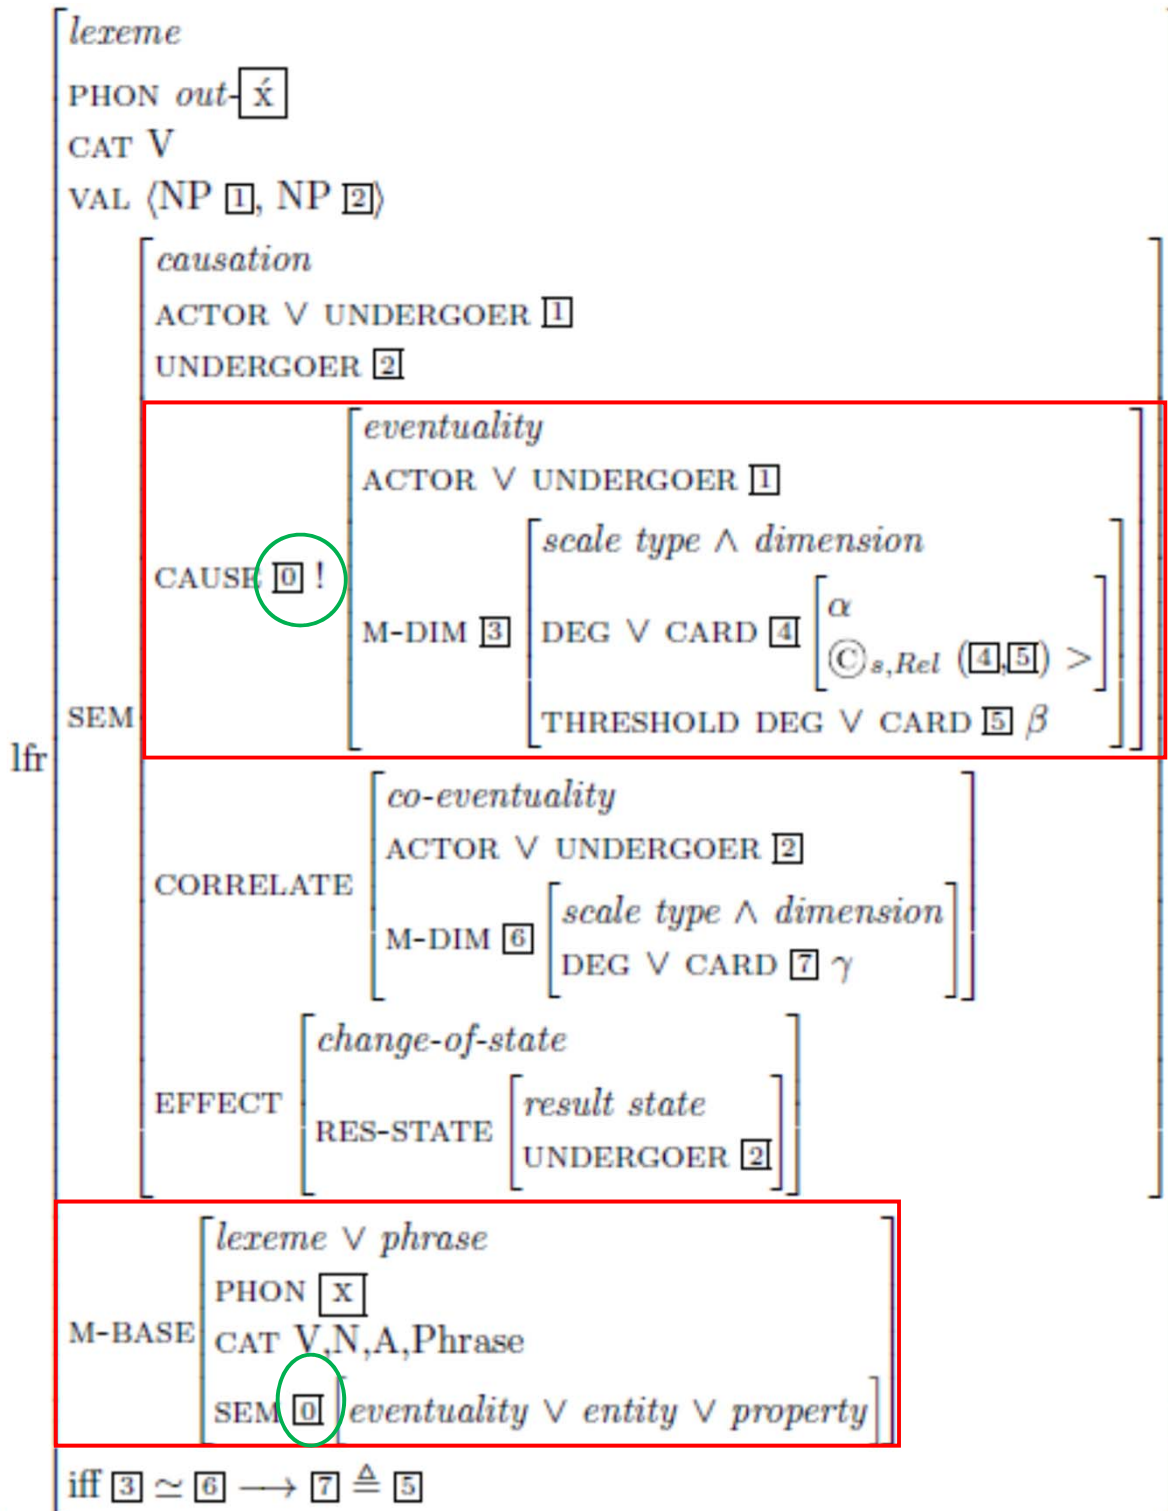 lexeme
PHON out-x́
CAT V
VAL ⟨NP 1, NP 2⟩
causation
ACTOR ∨ UNDERGOER 1
UNDERGOER 2
eventuality
ACTOR ∨ UNDERGOER 1
scale type ∧ dimension
CAUSE 0 !
α
M-DIM 3 DEG ∨ CARD 4
©s,Rel (4,5) >
SEM
THRESHOLD DEG ∨ CARD 5 β
lfr
co-eventuality
ACTOR ∨ UNDERGOER 2
CORRELATE
scale type ∧ dimension
M-DIM 6
DEG ∨ CARD 7 γ
change-of-state
EFFECT
result state
RES-STATE
UNDERGOER 2
lexeme ∨ phrase
PHON x
M-BASE
CAT V,N,A,Phrase
SEM 0 [eventuality ∨ entity ∨ property]
iff 3 ≃ 6 ⟶ 7 ≜ 5